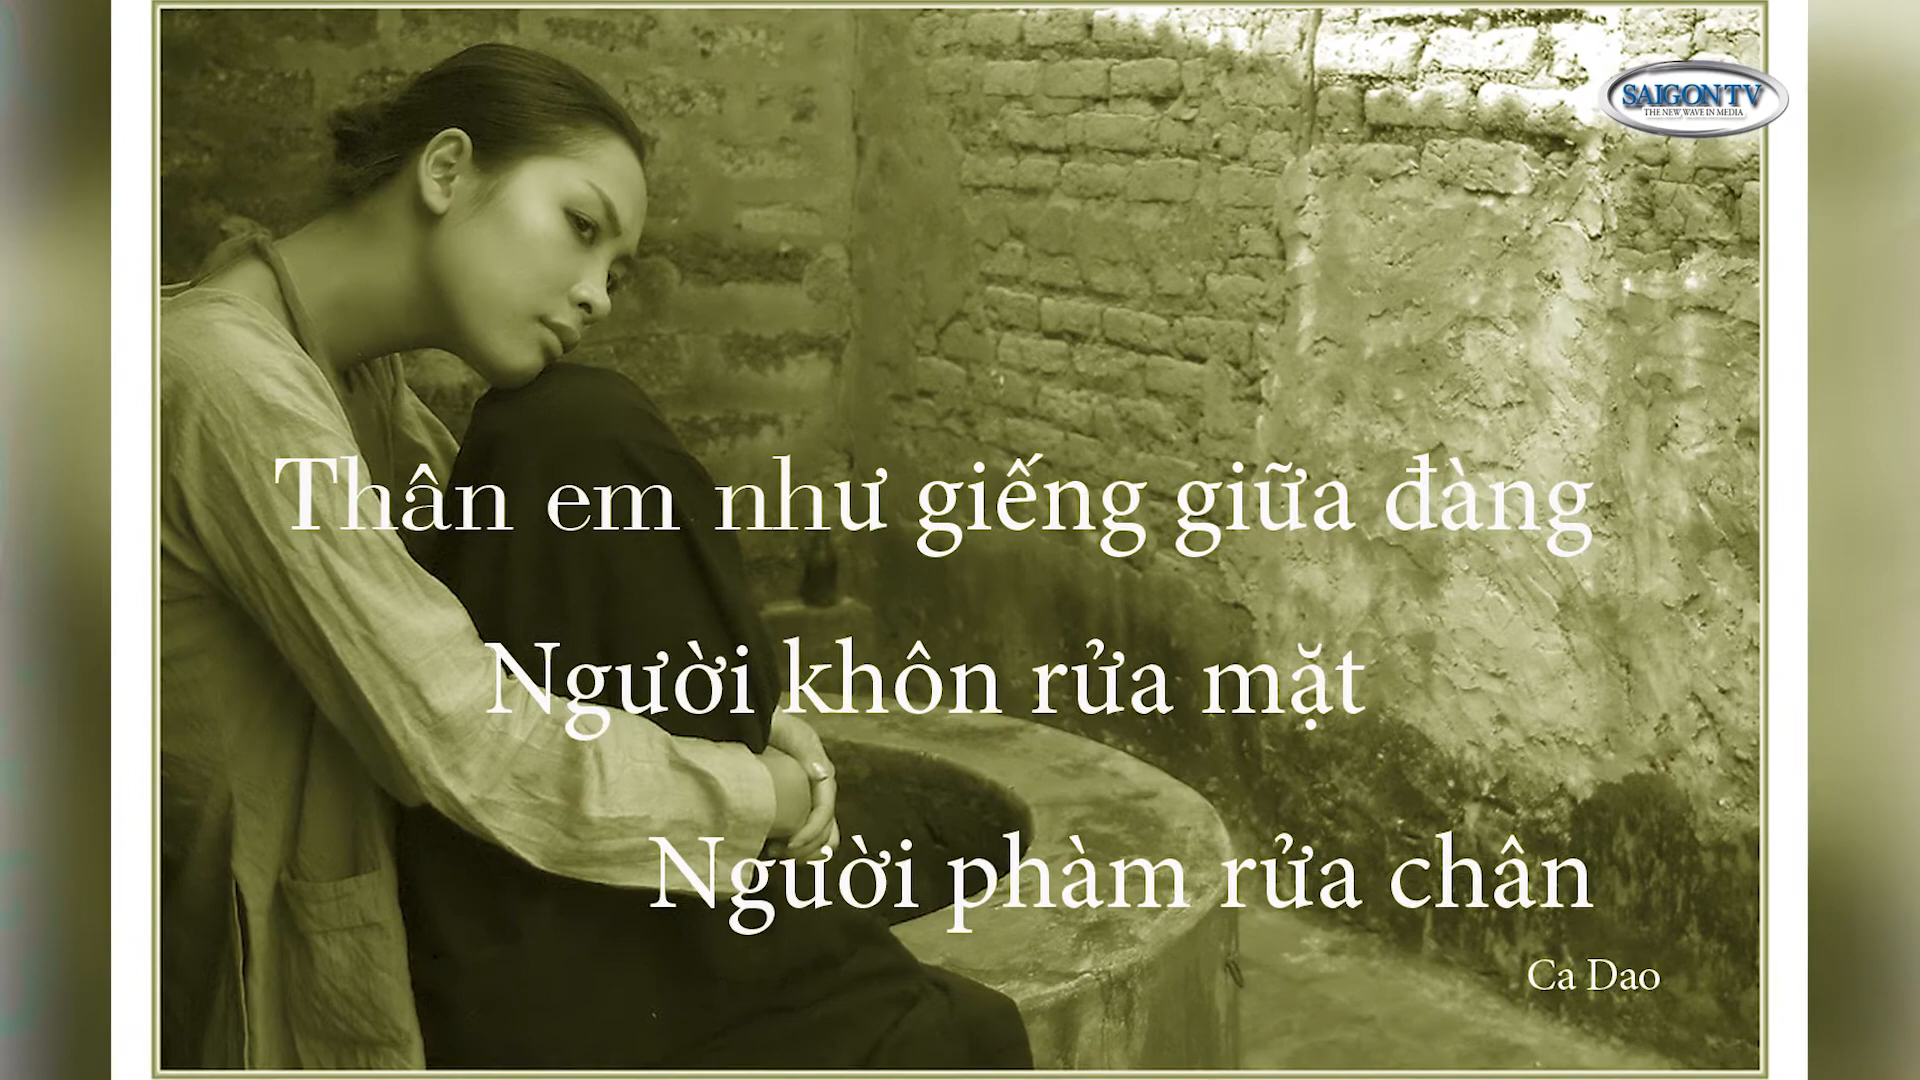 SAIGON TV
THE NEW WAVE IN MEDIA
Thân em như giếng giữa đàng
Người khôn rửa mặt
Người phàm rửa chân
Ca Dao